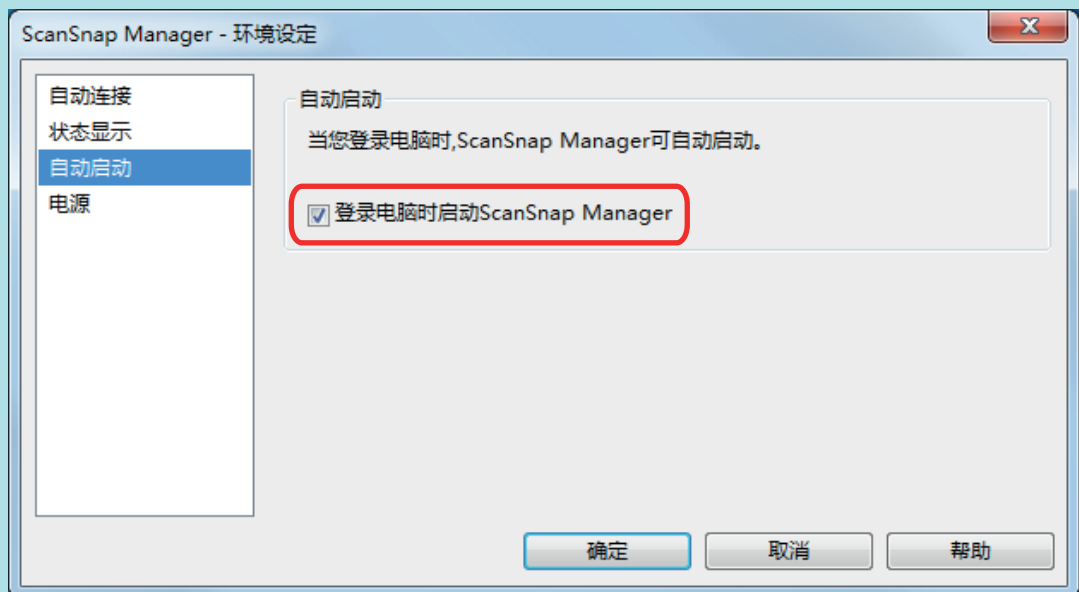 ScanSnap Manager - 环境设定
自动连接
状态显示
自动启动
电源
自动启动
当您登录电脑时,ScanSnap Manager可自动启动。
登录电脑时启动ScanSnap Manager
确定
取消
帮助